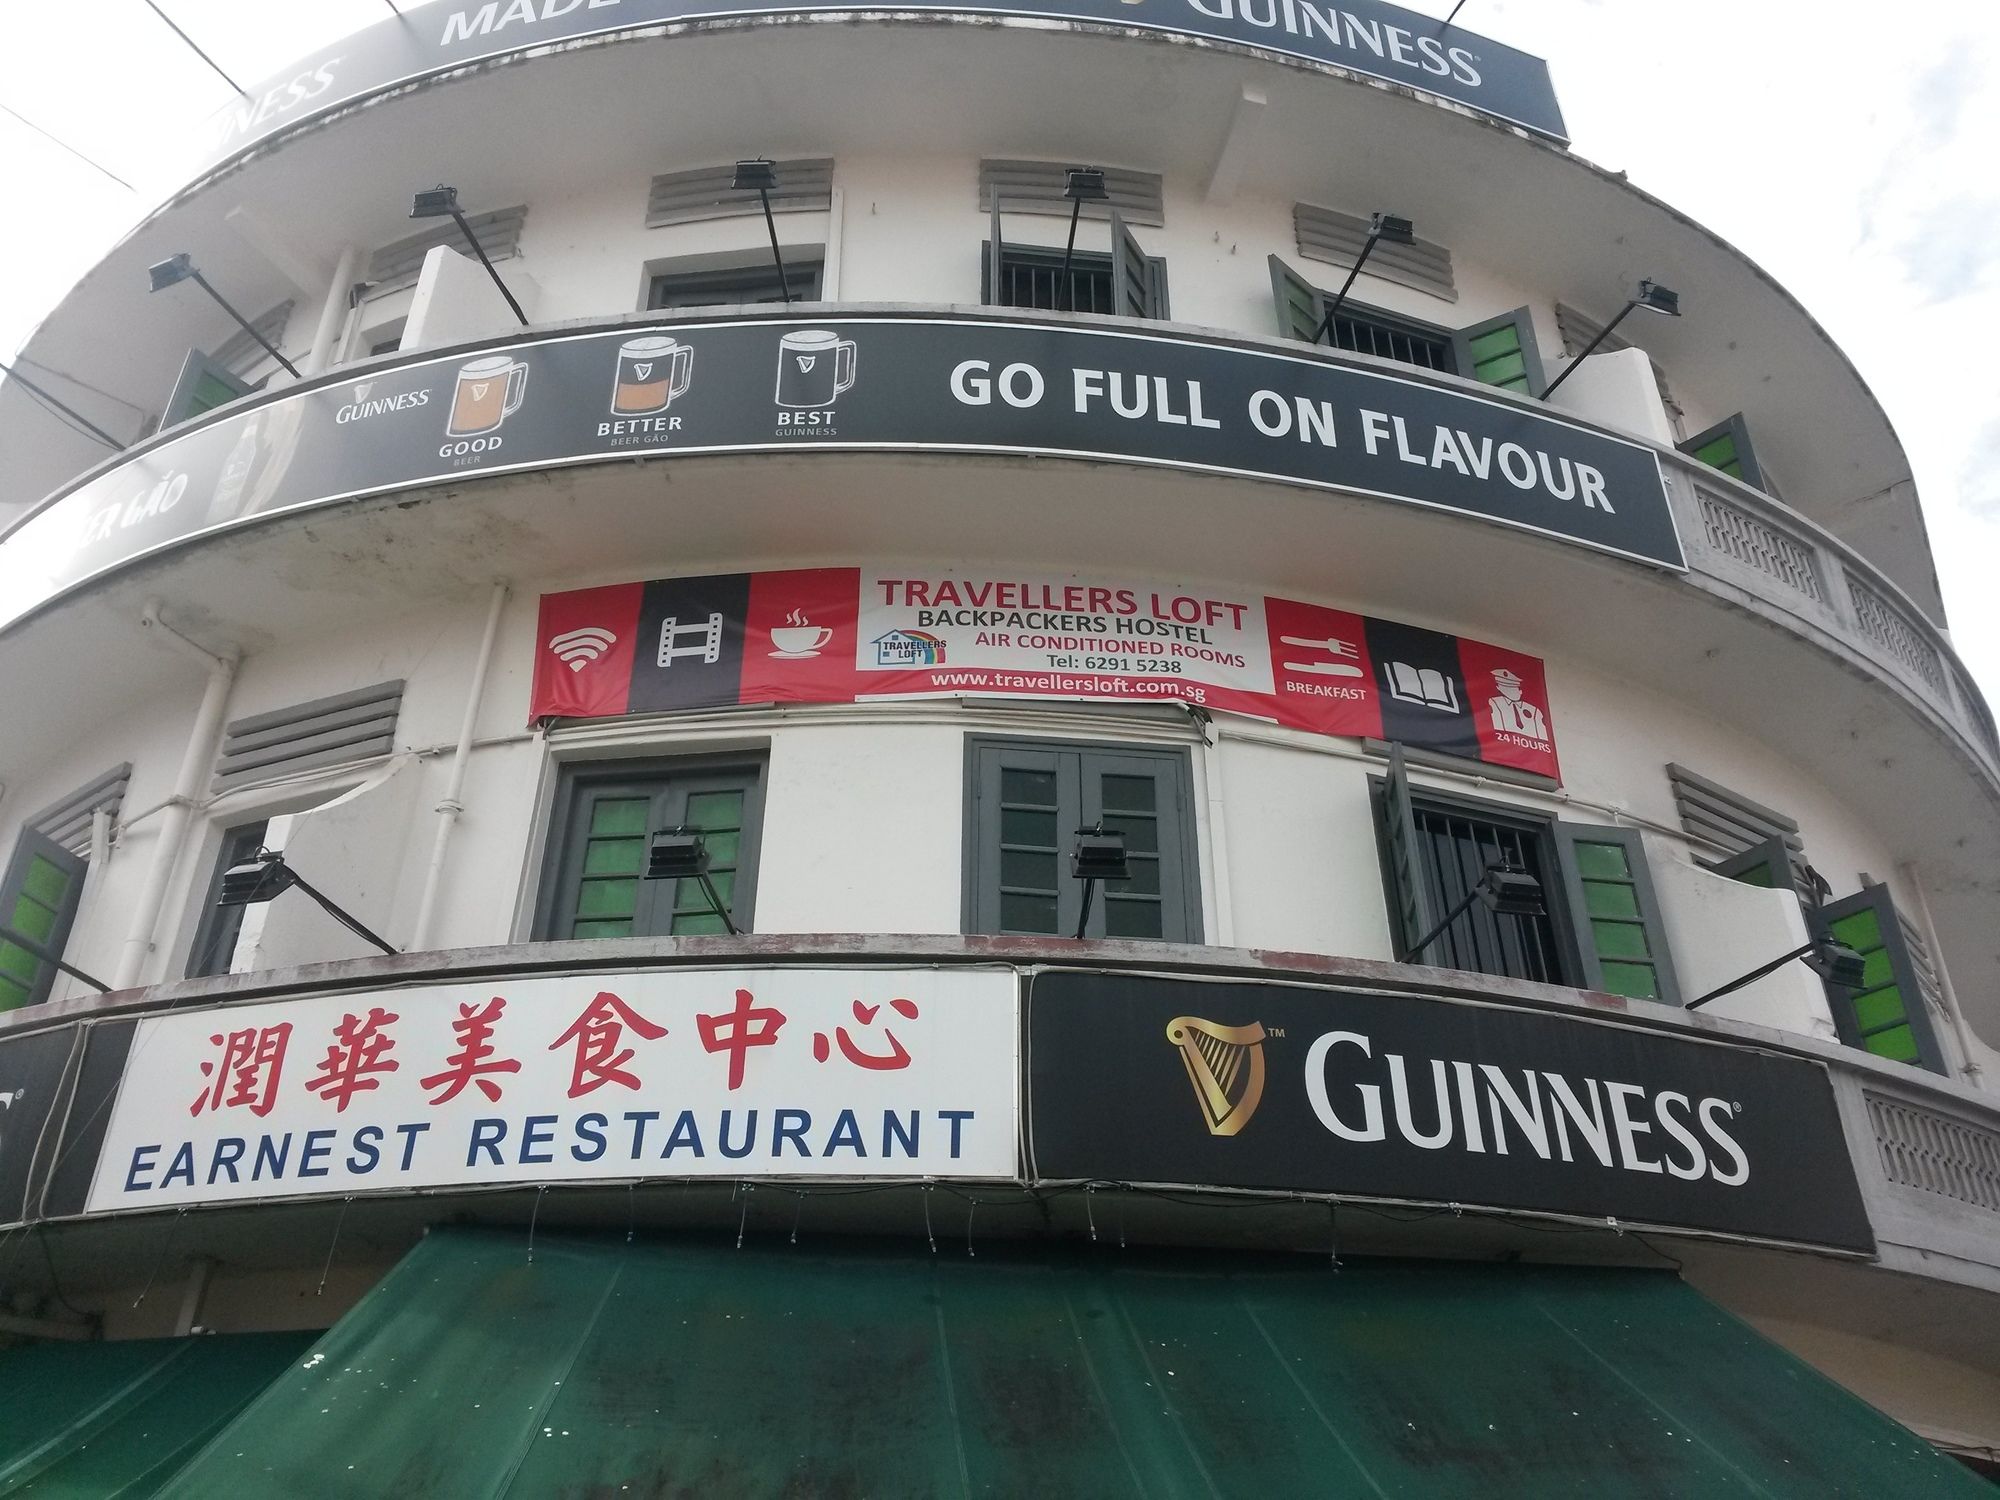 MADE
GUINNESS
GUINNESS
GOOD
BEER
BETTER
BEER GÃO
BEST
GUINNESS
GO FULL ON FLAVOUR
TRAVELLERS LOFT
BACKPACKERS HOSTEL
AIR CONDITIONED ROOMS
Tel: 6291 5238
www.travellersloft.com.sg
TRAVELLERS
LOFT
BREAKFAST
24 HOURS
潤華美食中心
EARNEST RESTAURANT
™
GUINNESS®